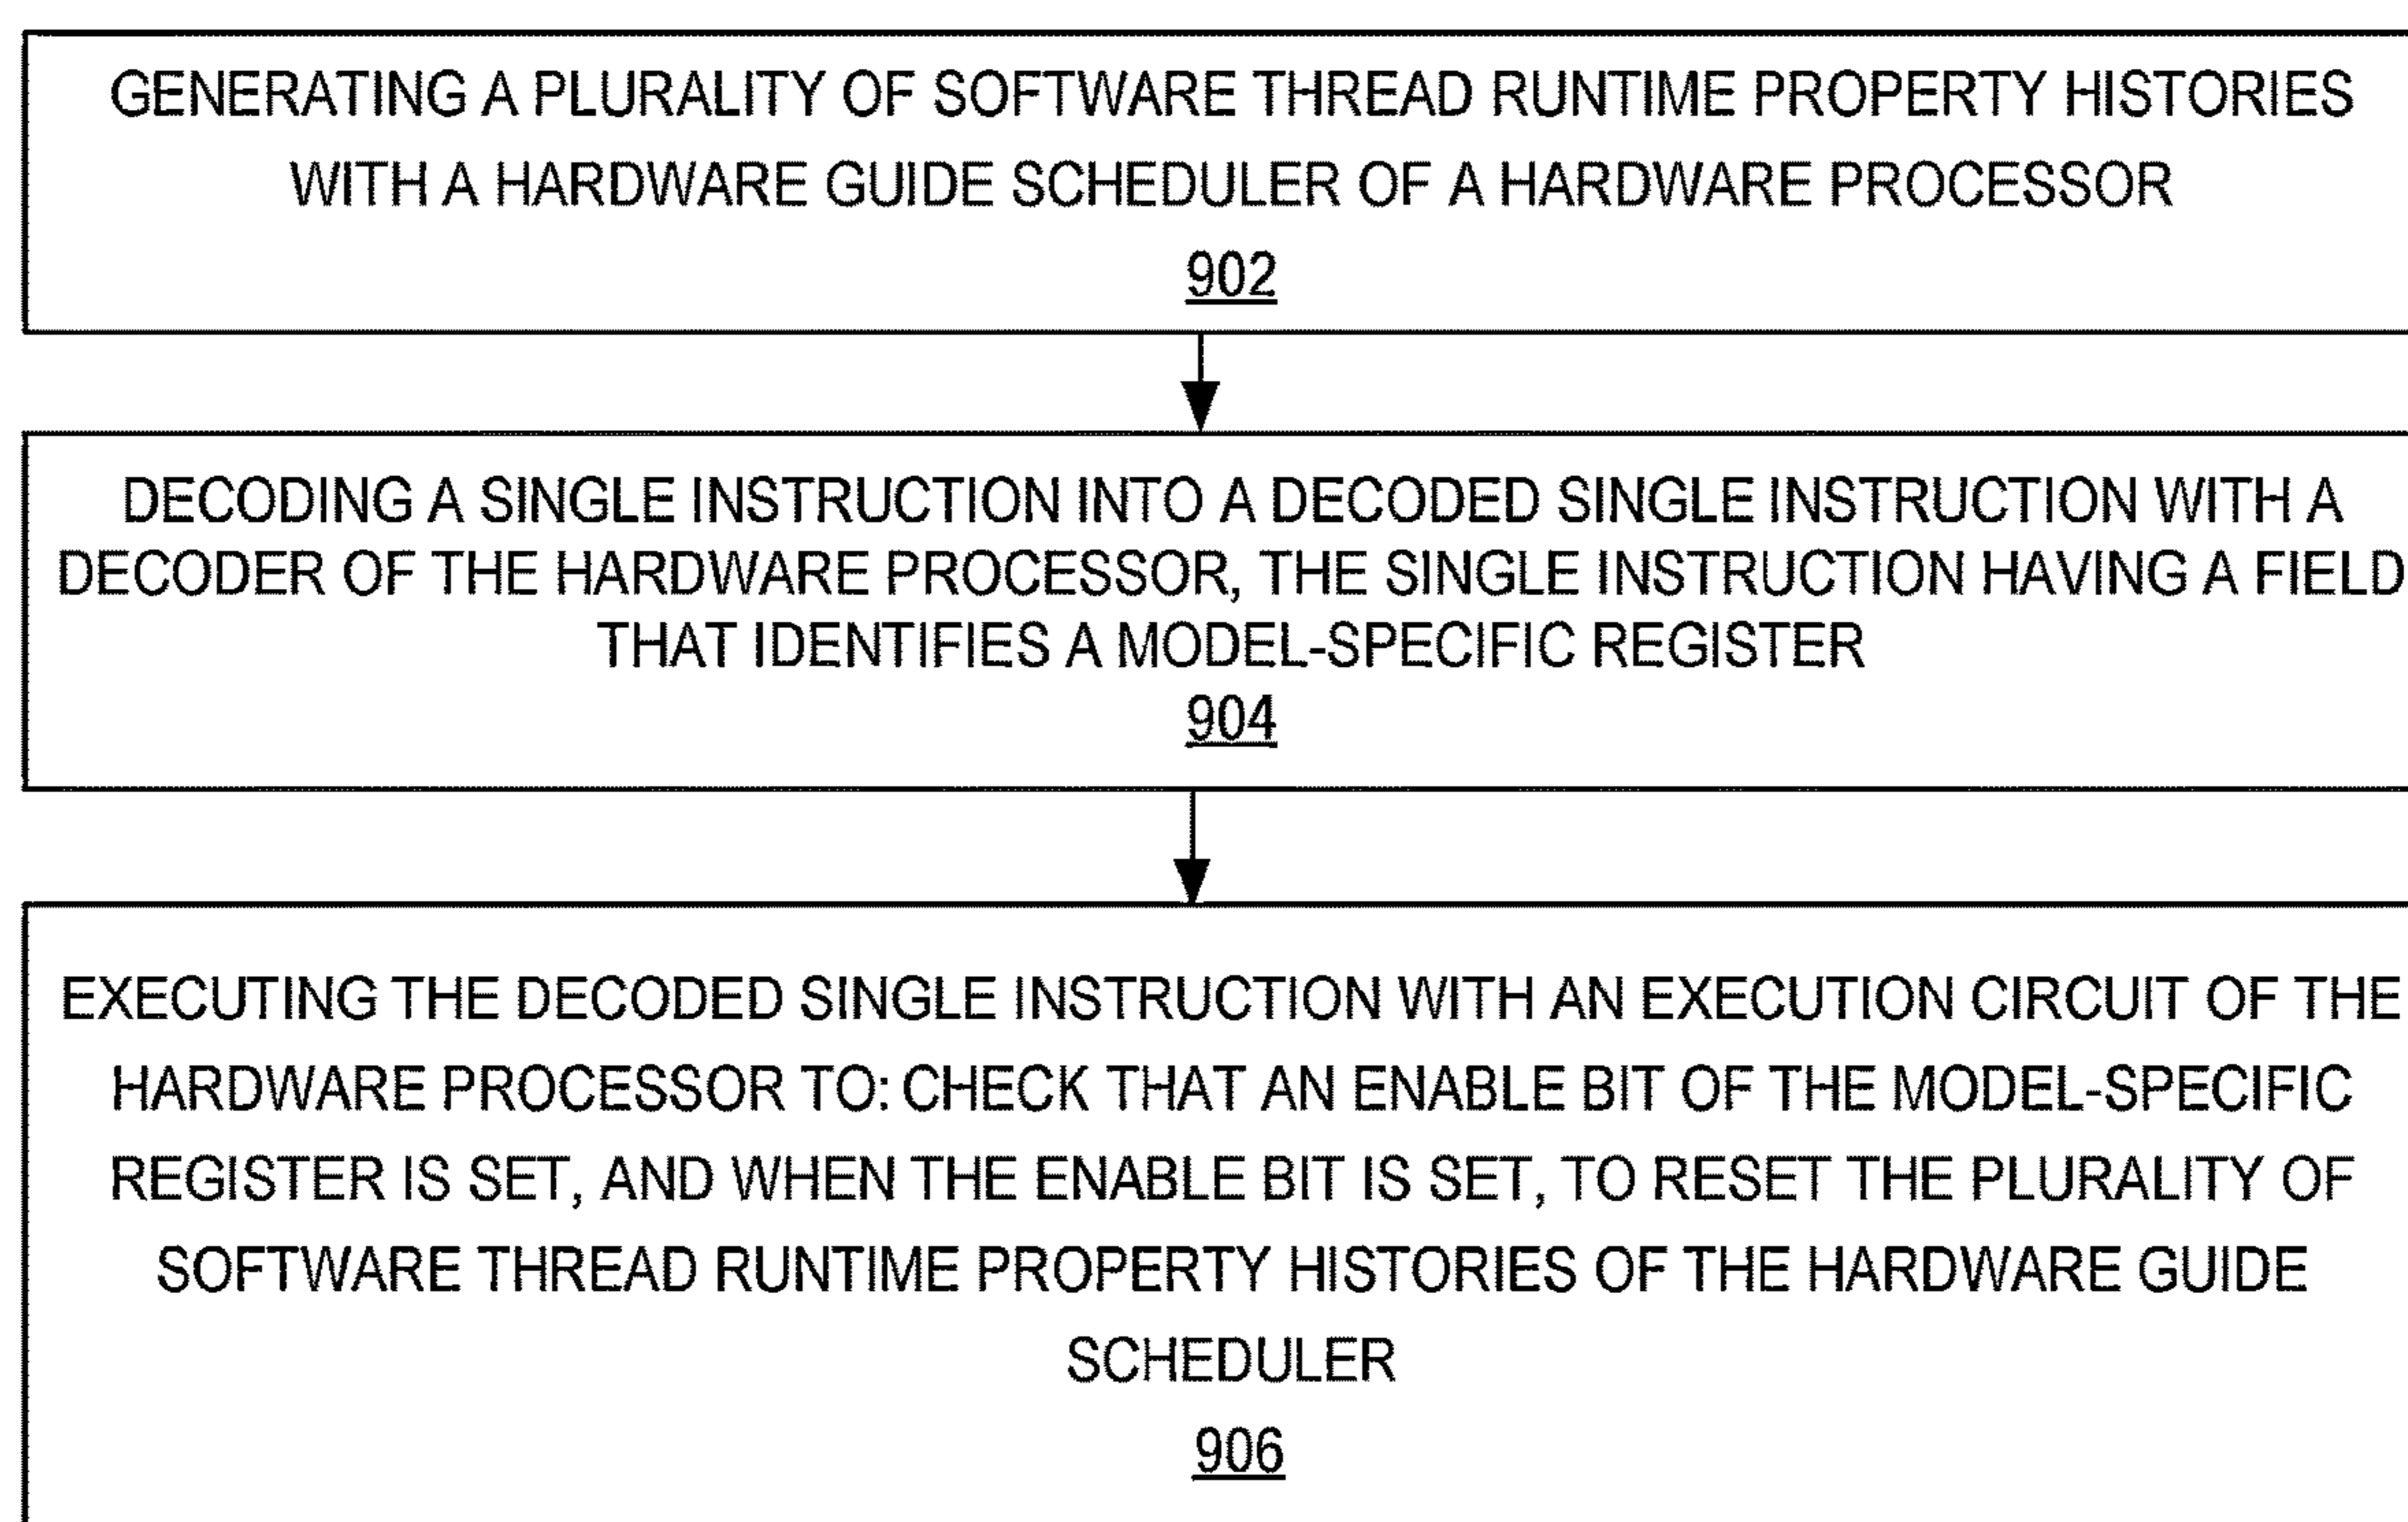 GENERATING A PLURALITY OF SOFTWARE THREAD RUNTIME PROPERTY HISTORIES
WITH A HARDWARE GUIDE SCHEDULER OF A HARDWARE PROCESSOR
902
DECODING A SINGLE INSTRUCTION INTO A DECODED SINGLE INSTRUCTION WITH A
DECODER OF THE HARDWARE PROCESSOR, THE SINGLE INSTRUCTION HAVING A FIELD
THAT IDENTIFIES A MODEL-SPECIFIC REGISTER
904
EXECUTING THE DECODED SINGLE INSTRUCTION WITH AN EXECUTION CIRCUIT OF THE
HARDWARE PROCESSOR TO: CHECK THAT AN ENABLE BIT OF THE MODEL-SPECIFIC
REGISTER IS SET, AND WHEN THE ENABLE BIT IS SET, TO RESET THE PLURALITY OF
SOFTWARE THREAD RUNTIME PROPERTY HISTORIES OF THE HARDWARE GUIDE
SCHEDULER
906